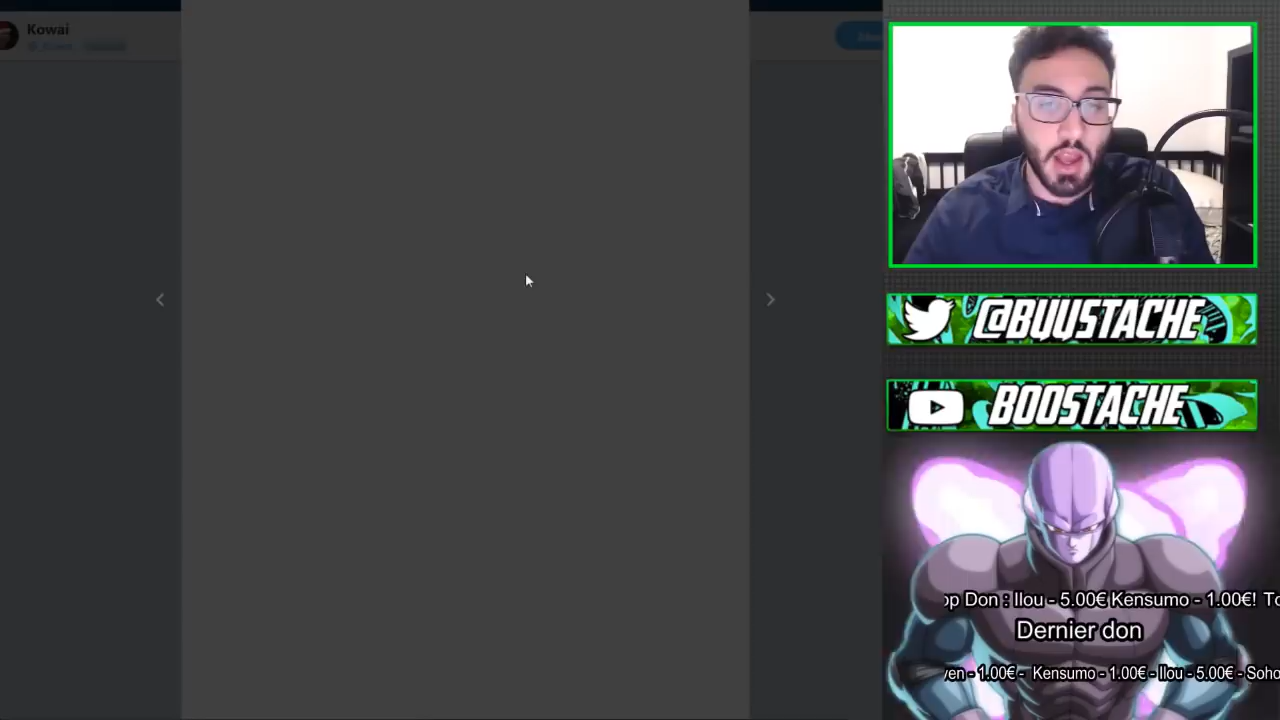 Kowai
@BUUSTACHE
BOOSTACHE
op Don : Ilou - 5.00€ Kensumo - 1.00€! To
Dernier don
ven - 1.00€ - Kensumo - 1.00€ - Ilou - 5.00€ - Soho